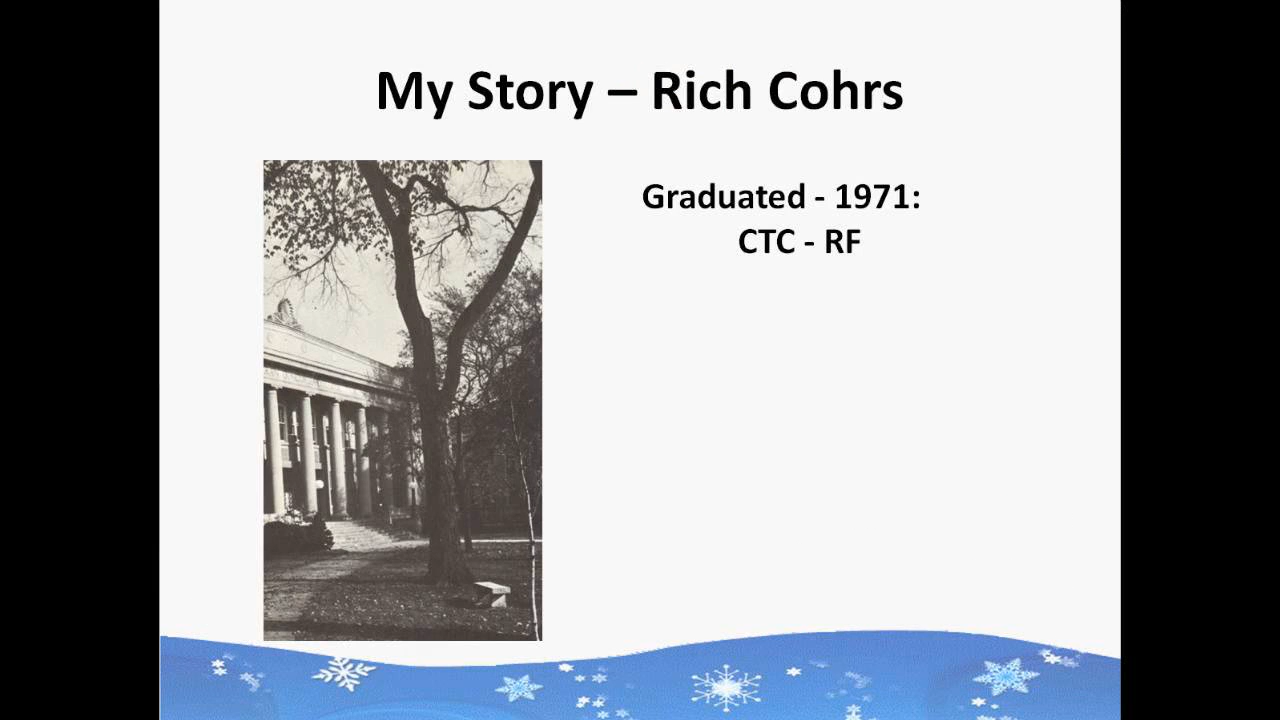 My Story – Rich Cohrs
Graduated - 1971:
CTC - RF